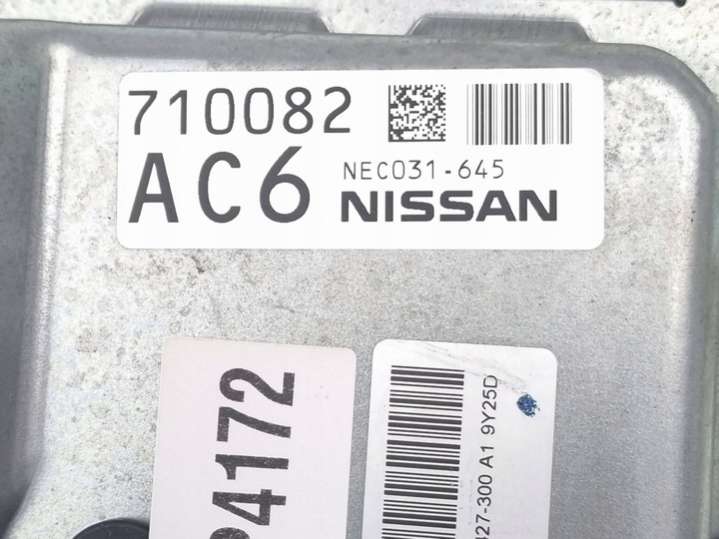 710082
AC6
NEC031-645
NISSAN
4172
27-300 A1 9Y25D